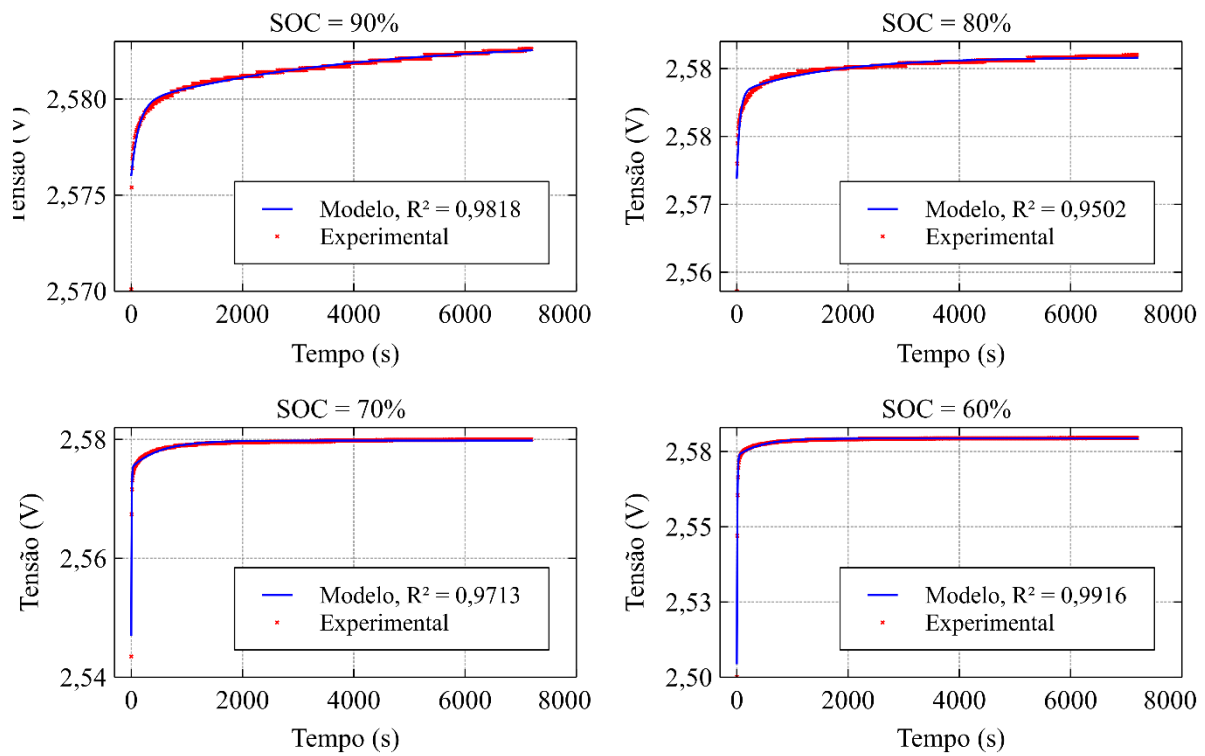 SOC = 90%
Tensão (V)
2,580
2,575
2,570
Modelo, R² = 0,9818
Experimental
0 2000 4000 6000 8000
Tempo (s)
SOC = 80%
Tensão (V)
2,58
2,58
2,57
2,56
Modelo, R² = 0,9502
Experimental
0 2000 4000 6000 8000
Tempo (s)
SOC = 70%
Tensão (V)
2,58
2,56
2,54
Modelo, R² = 0,9713
Experimental
0 2000 4000 6000 8000
Tempo (s)
SOC = 60%
Tensão (V)
2,58
2,55
2,53
2,50
Modelo, R² = 0,9916
Experimental
0 2000 4000 6000 8000
Tempo (s)